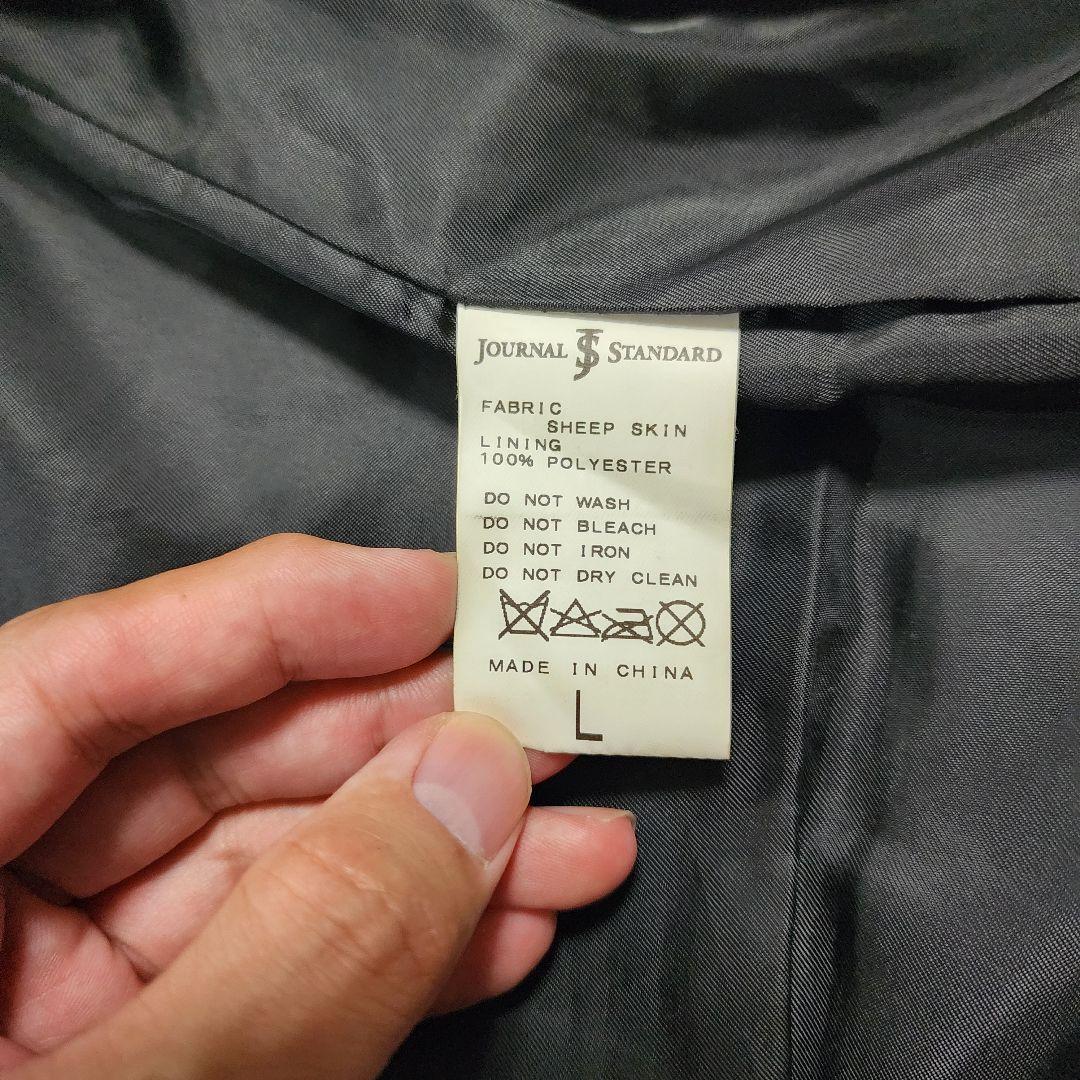 JOURNAL JS STANDARD
FABRIC
SHEEP SKIN
LINING
100% POLYESTER
DO NOT WASH
DO NOT BLEACH
DO NOT IRON
DO NOT DRY CLEAN
MADE IN CHINA
L